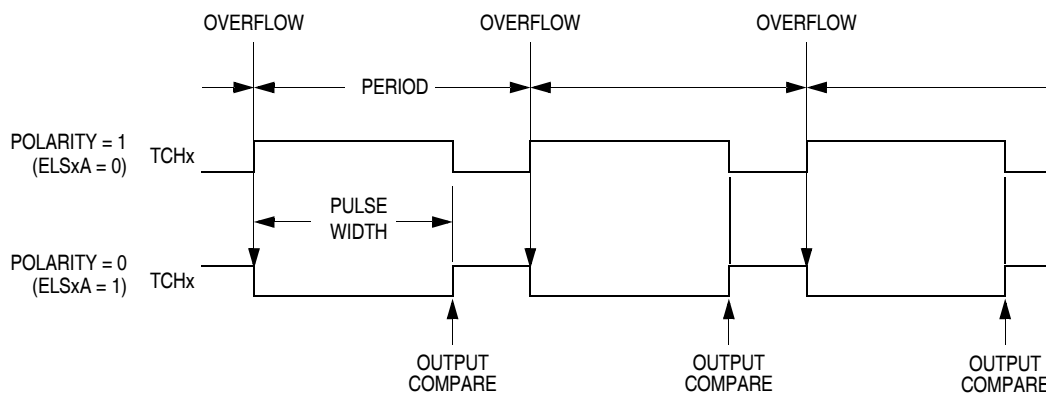 OVERFLOW
OVERFLOW
OVERFLOW
PERIOD
POLARITY = 1
(ELSxA = 0)
TCHx
PULSE
WIDTH
POLARITY = 0
(ELSxA = 1)
TCHx
OUTPUT
COMPARE
OUTPUT
COMPARE
OUTPUT
COMPARE